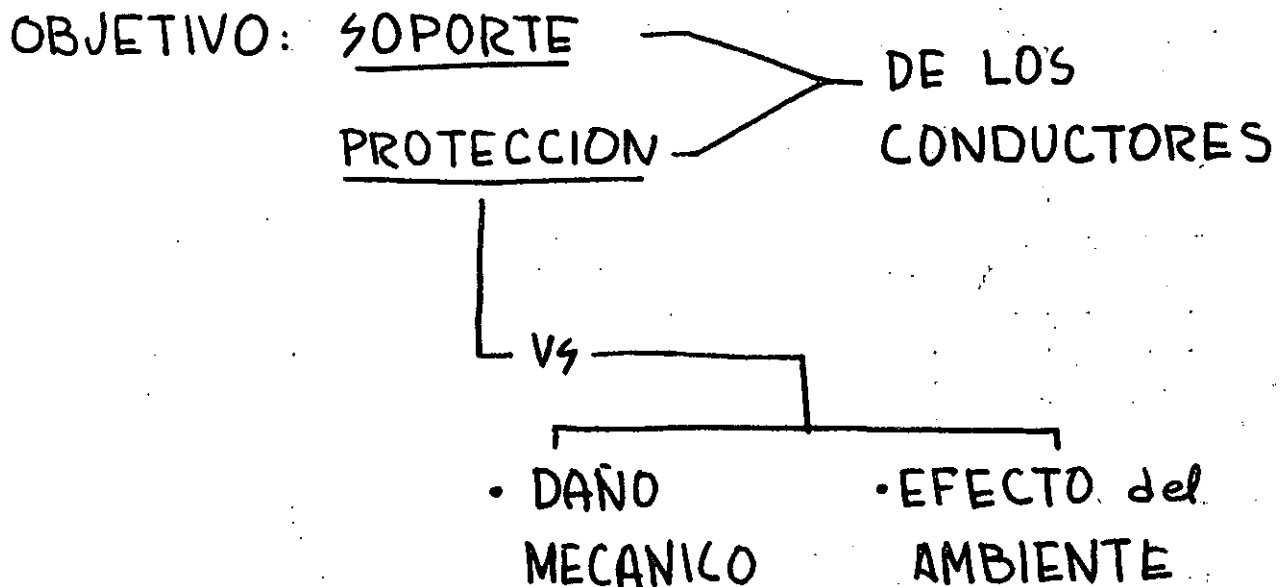 OBJETIVO: SOPORTE
DE LOS
PROTECCION
CONDUCTORES
VS
• DAÑO
MECANICO
• EFECTO del
AMBIENTE